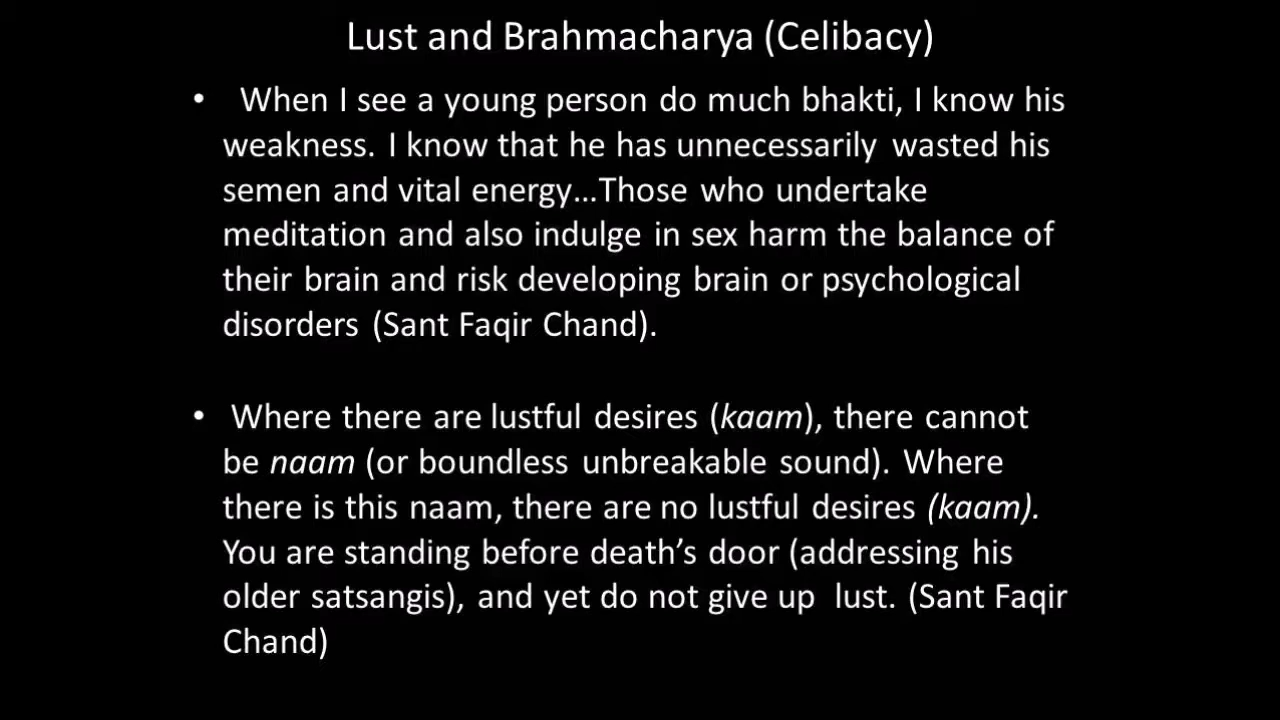 Lust and Brahmacharya (Celibacy)
• When I see a young person do much bhakti, I know his
weakness. I know that he has unnecessarily wasted his
semen and vital energy…Those who undertake
meditation and also indulge in sex harm the balance of
their brain and risk developing brain or psychological
disorders (Sant Faqir Chand).
• Where there are lustful desires (kaam), there cannot
be naam (or boundless unbreakable sound). Where
there is this naam, there are no lustful desires (kaam).
You are standing before death’s door (addressing his
older satsangis), and yet do not give up lust. (Sant Faqir
Chand)